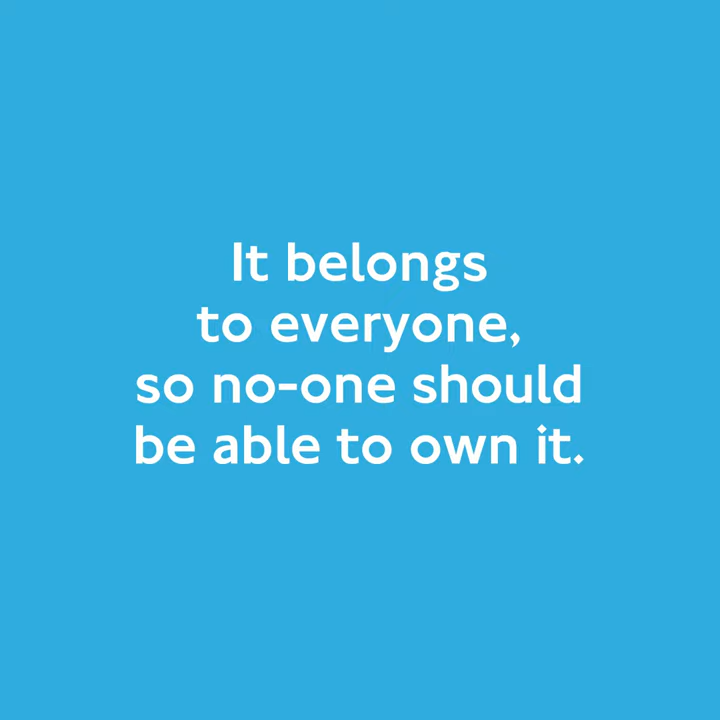 It belongs
to everyone,
so no-one should
be able to own it.